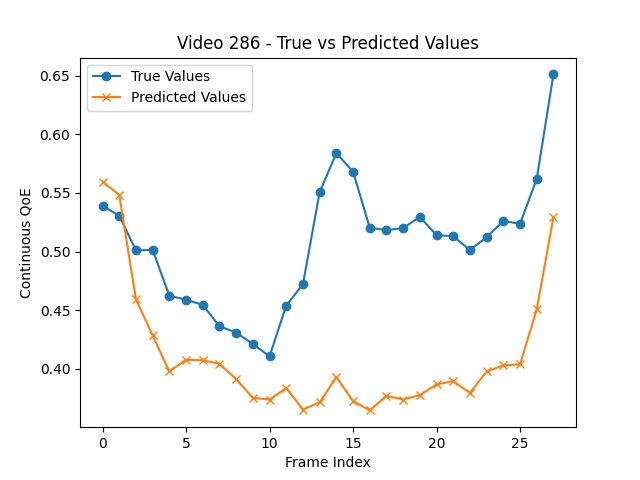 Video 286 - True vs Predicted Values
True Values
Predicted Values
Continuous QoE
0.65
0.60
0.55
0.50
0.45
0.40
0 5 10 15 20 25
Frame Index